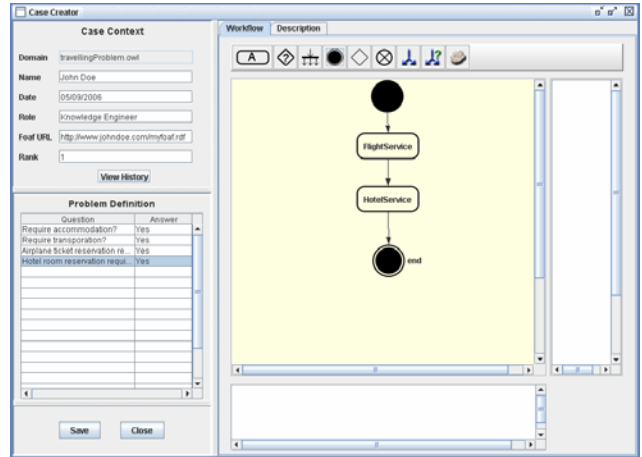 Case Creator
Case Context
Domain travellingProblem.owl
Name John Doe
Date 05/09/2006
Role Knowledge Engineer
Foaf URL http://www.johndoe.com/myfoaf.rdf
Rank 1
View History
Problem Definition
Question Answer
Require accommodation? Yes
Require transporation? Yes
Airplane ticket reservation re... Yes
Hotel room reservation requi... Yes
Save Close
Workflow Description
A
FlightService
HotelService
end